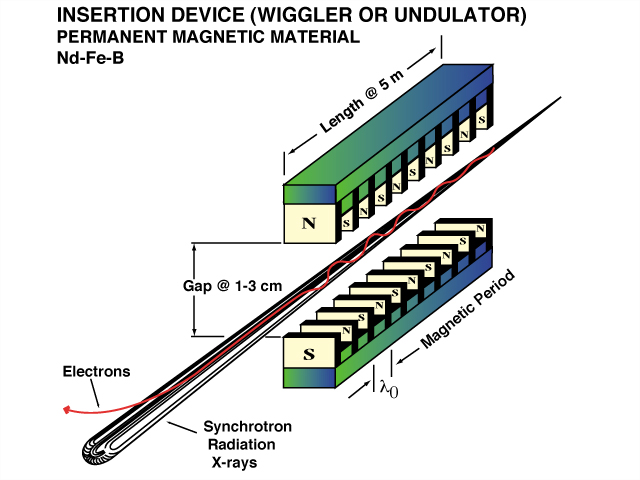 INSERTION DEVICE (WIGGLER OR UNDULATOR)
PERMANENT MAGNETIC MATERIAL
Nd-Fe-B
Length @ 5 m
N
S
N
S
N
S
N
S
N
S
Gap @ 1-3 cm
N
S
N
S
N
S
N
S
N
S
Magnetic Period
λ0
Electrons
Synchrotron
Radiation
X-rays